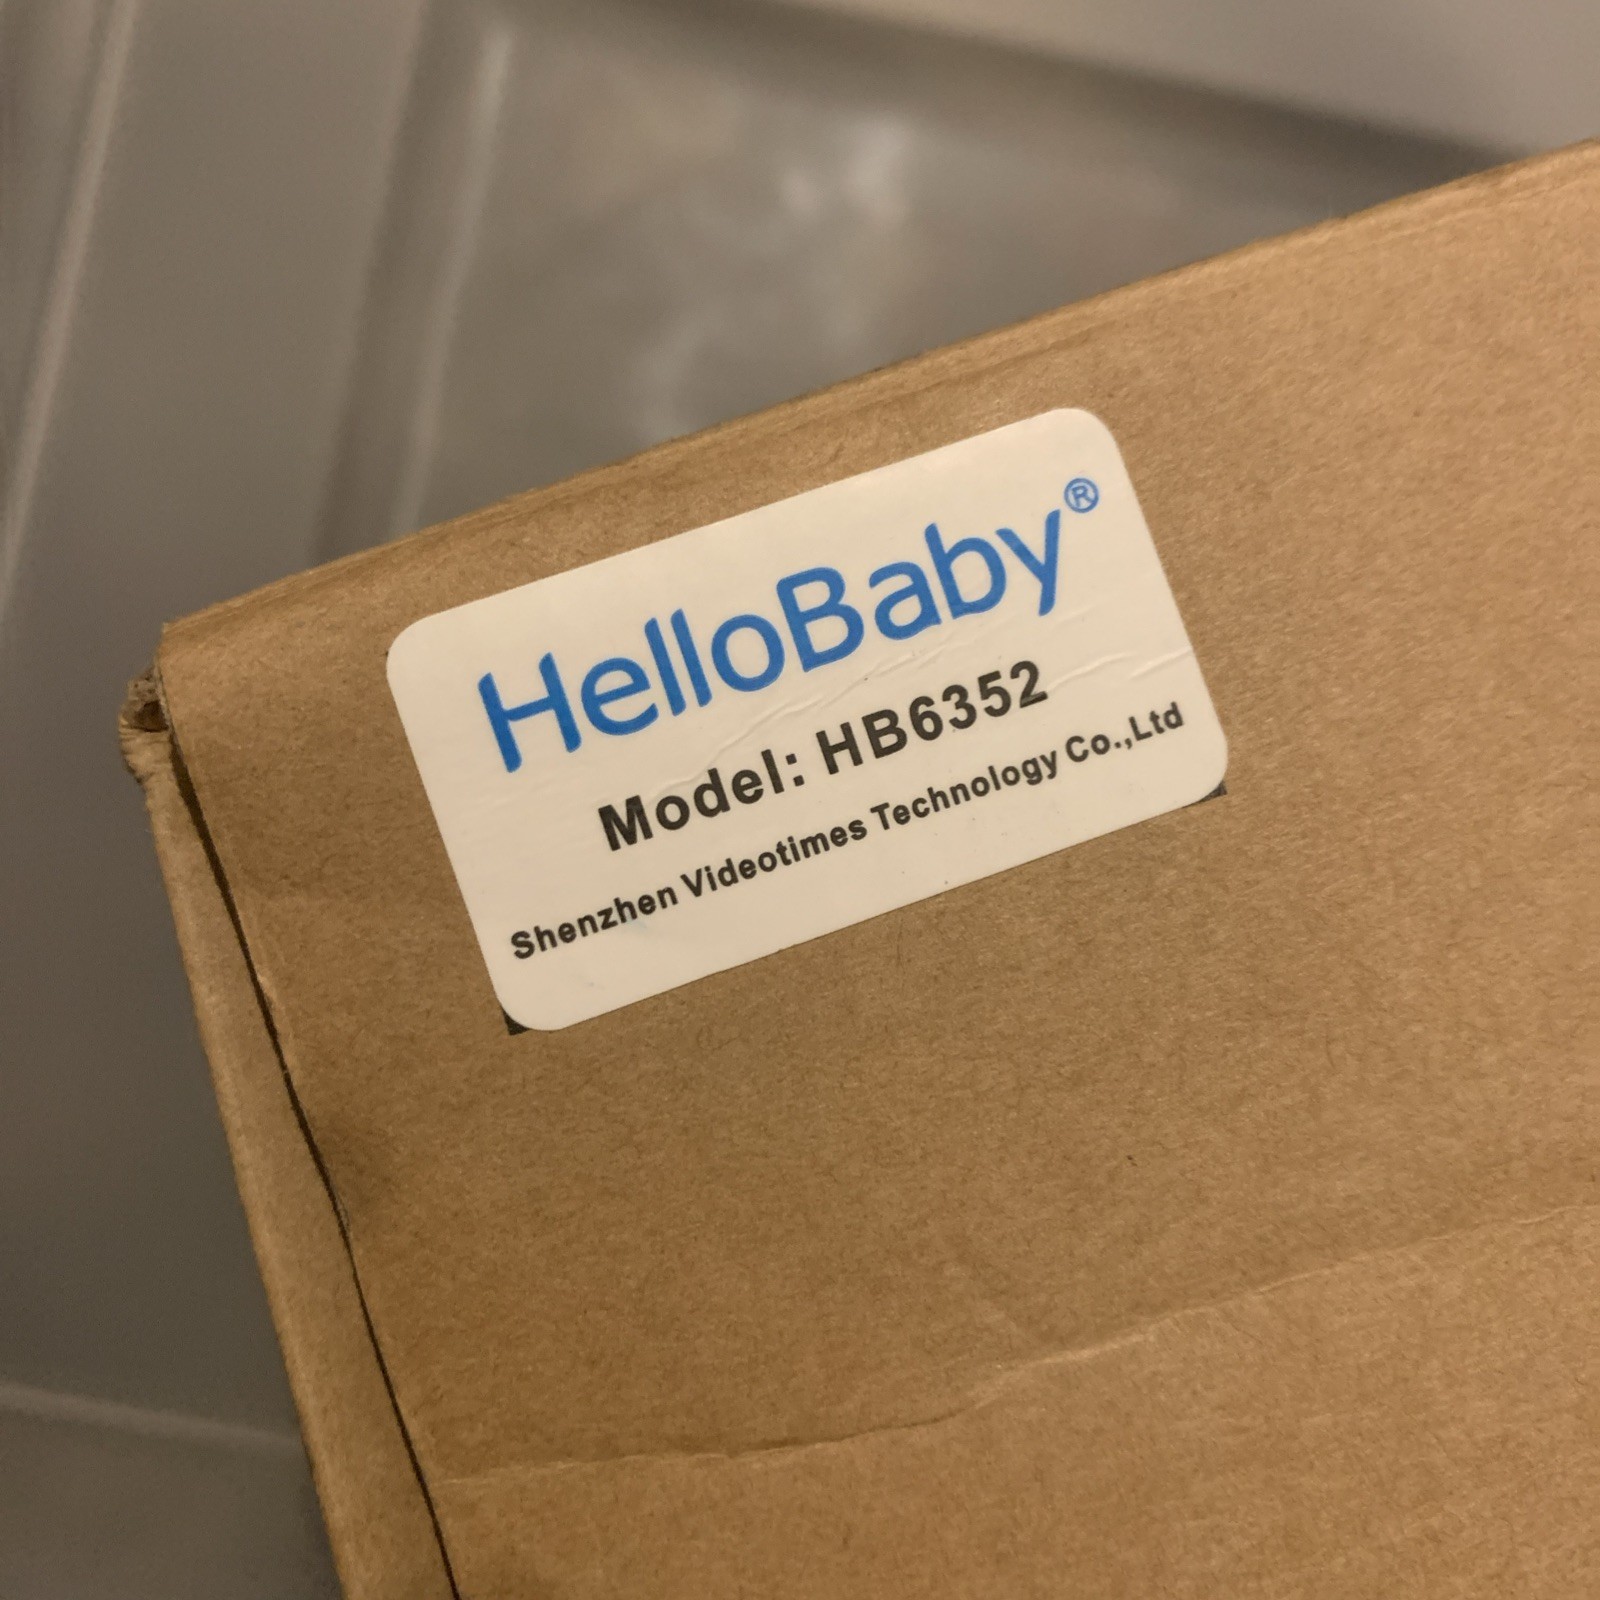 HelloBaby®
Model: HB6352
Shenzhen Videotimes Technology Co.,Ltd